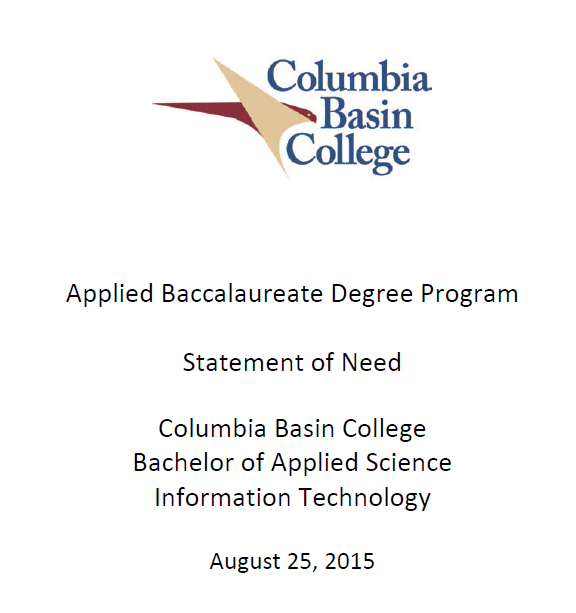 Columbia
Basin
College
Applied Baccalaureate Degree Program
Statement of Need
Columbia Basin College
Bachelor of Applied Science
Information Technology
August 25, 2015